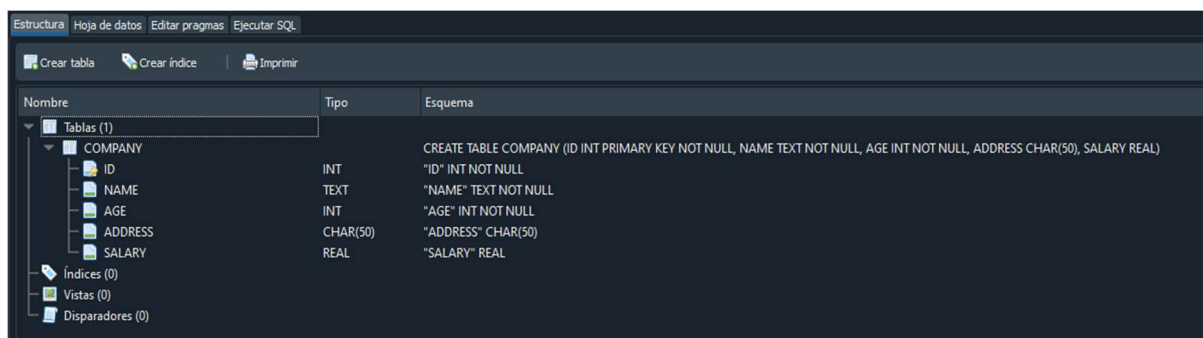 Estructura Hoja de datos Editar pragmas Ejecutar SQL
Crear tabla Crear índice Imprimir
Nombre Tipo Esquema
Tablas (1)
COMPANY CREATE TABLE COMPANY (ID INT PRIMARY KEY NOT NULL, NAME TEXT NOT NULL, AGE INT NOT NULL, ADDRESS CHAR(50), SALARY REAL)
ID INT "ID" INT NOT NULL
NAME TEXT "NAME" TEXT NOT NULL
AGE INT "AGE" INT NOT NULL
ADDRESS CHAR(50) "ADDRESS" CHAR(50)
SALARY REAL "SALARY" REAL
Índices (0)
Vistas (0)
Disparadores (0)